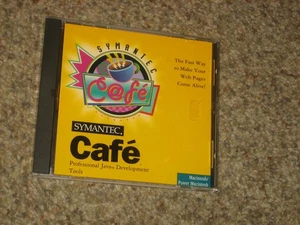 SYMANTEC
C@fé
The Fast Way
to Make Your
Web Pages
Come Alive!
SYMANTEC.
Café
Professional Java Development
Tools
Macintosh
Power Macintosh